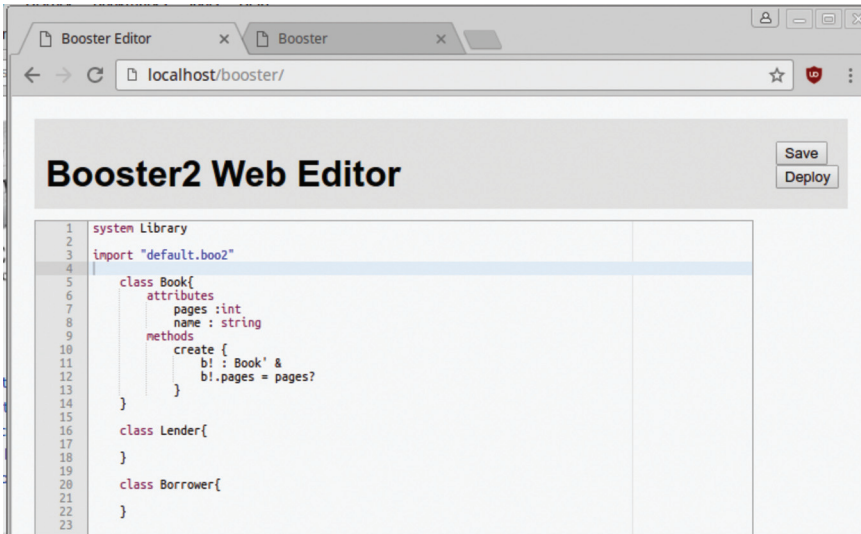 Booster Editor
Booster
localhost/booster/
Booster2 Web Editor
Save
Deploy
1 system Library
2
3 import "default.boo2"
4
5 class Book{
6 attributes
7 pages :int
8 name : string
9 methods
10 create {
11 b! : Book' &
12 b!.pages = pages?
13 }
14 }
15
16 class Lender{
17
18 }
19
20 class Borrower{
21
22 }
23